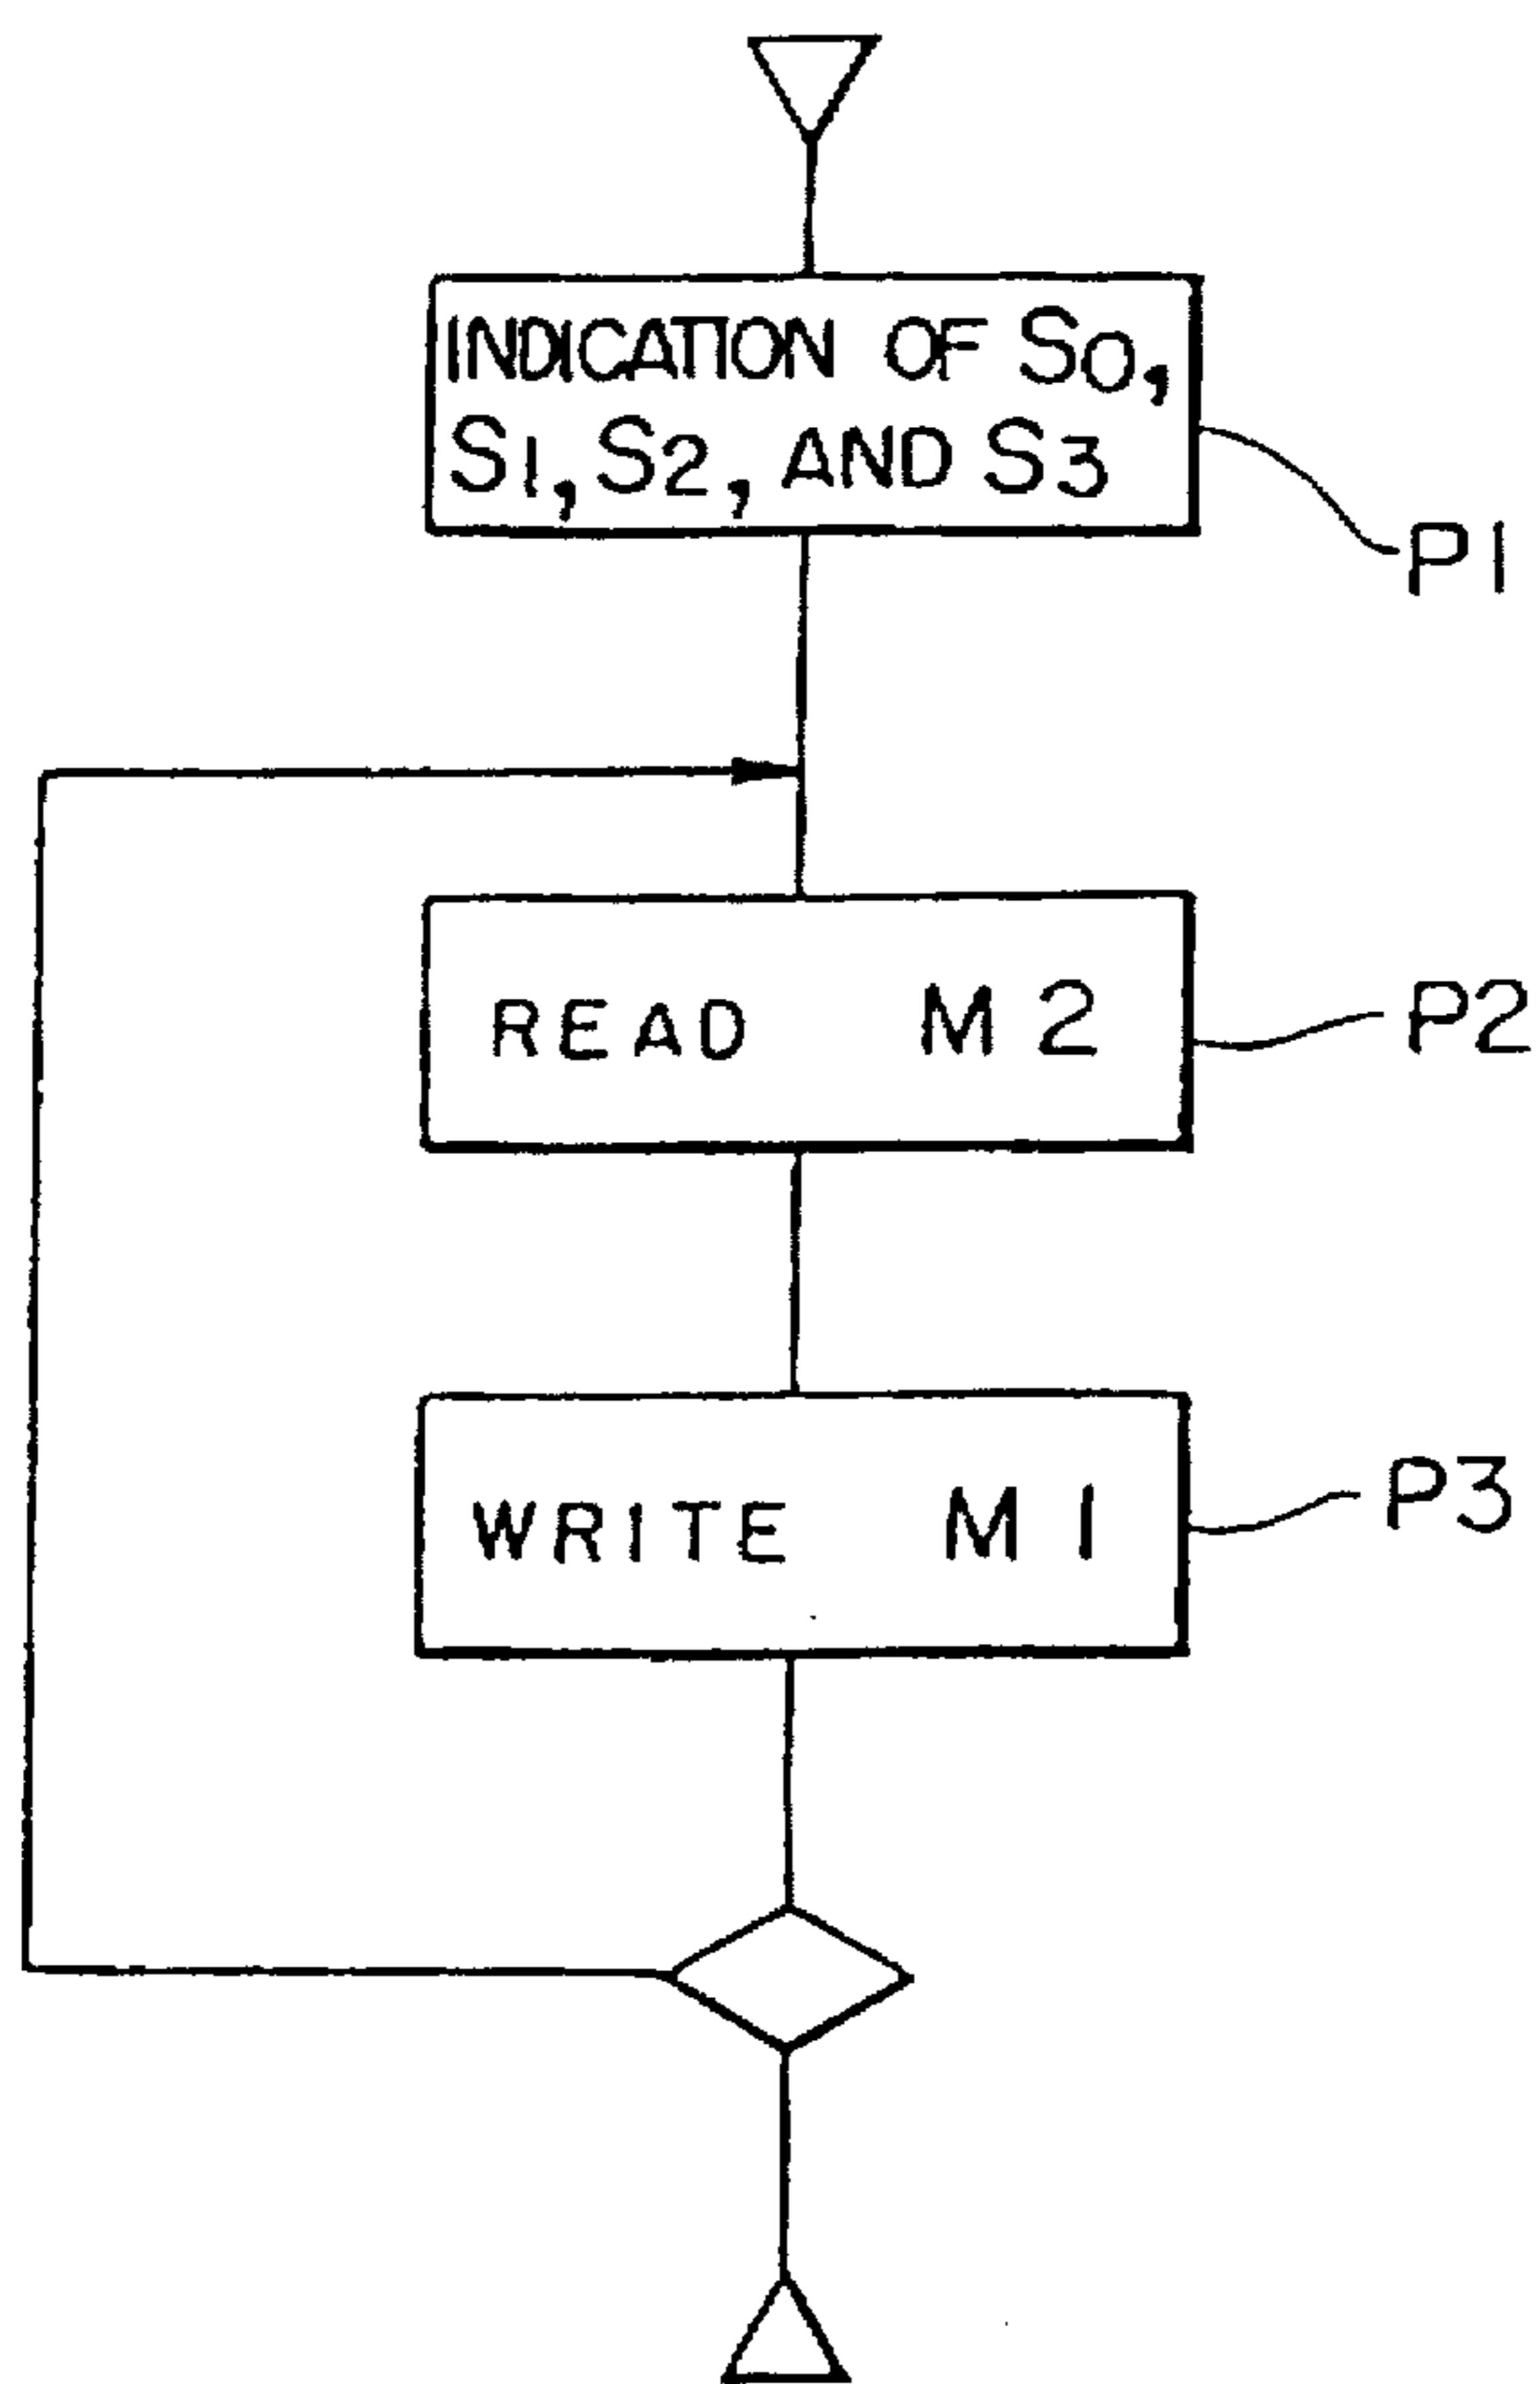 INDICATION OF S0,
S1, S2, AND S3
P1
READ M2
P2
WRITE M1
P3